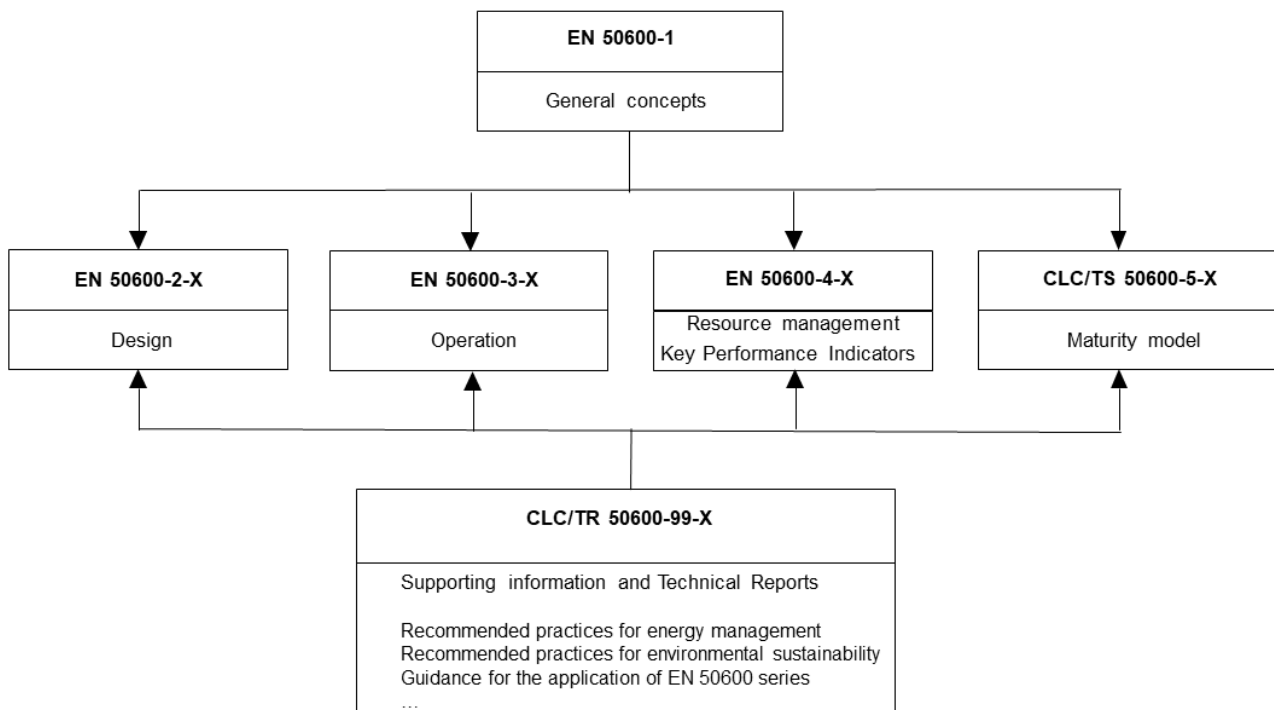 EN 50600-1
General concepts
EN 50600-2-X
Design
EN 50600-3-X
Operation
EN 50600-4-X
Resource management
Key Performance Indicators
CLC/TS 50600-5-X
Maturity model
CLC/TR 50600-99-X
Supporting information and Technical Reports
Recommended practices for energy management
Recommended practices for environmental sustainability
Guidance for the application of EN 50600 series
...